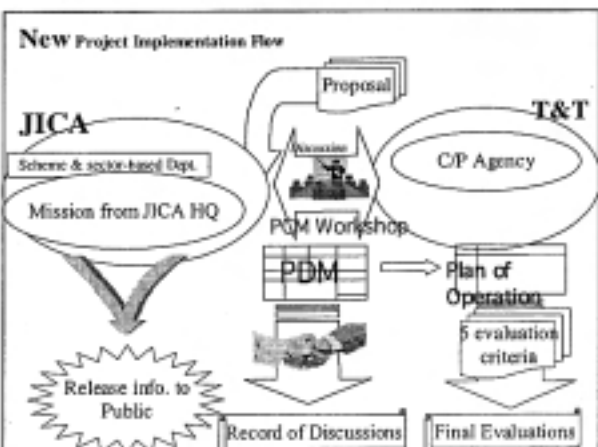 New Project Implementation Flow
Proposal
JICA
T&T
Scheme & sector-based Dept.
Discussion
C/P Agency
Mission from JICA HQ
PCM Workshop
PDM
Plan of
Operation
5 evaluation
criteria
Release info. to
Public
Record of Discussions
Final Evaluations